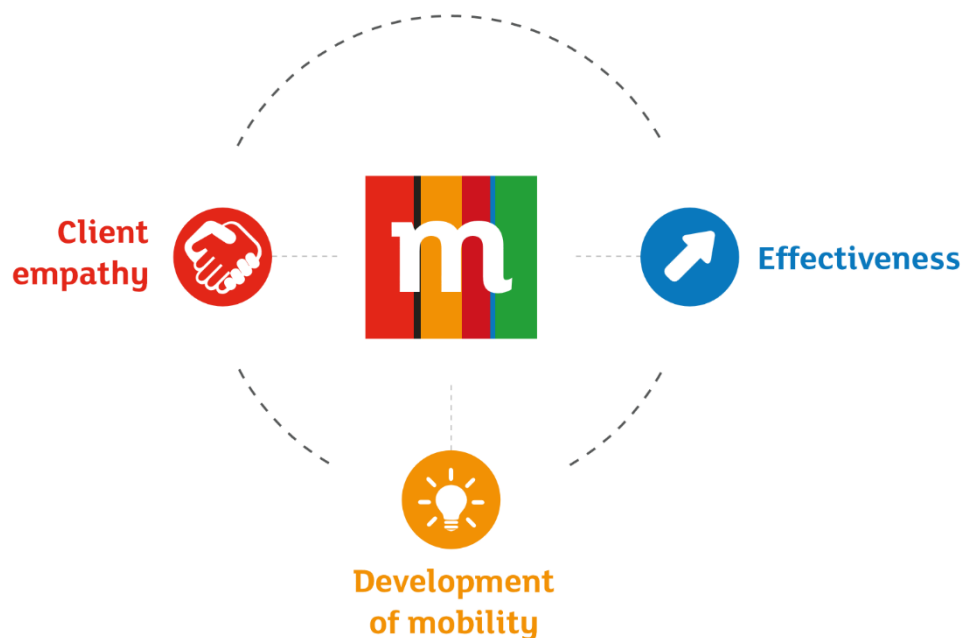 Client
empathy
m
Effectiveness
Development
of mobility